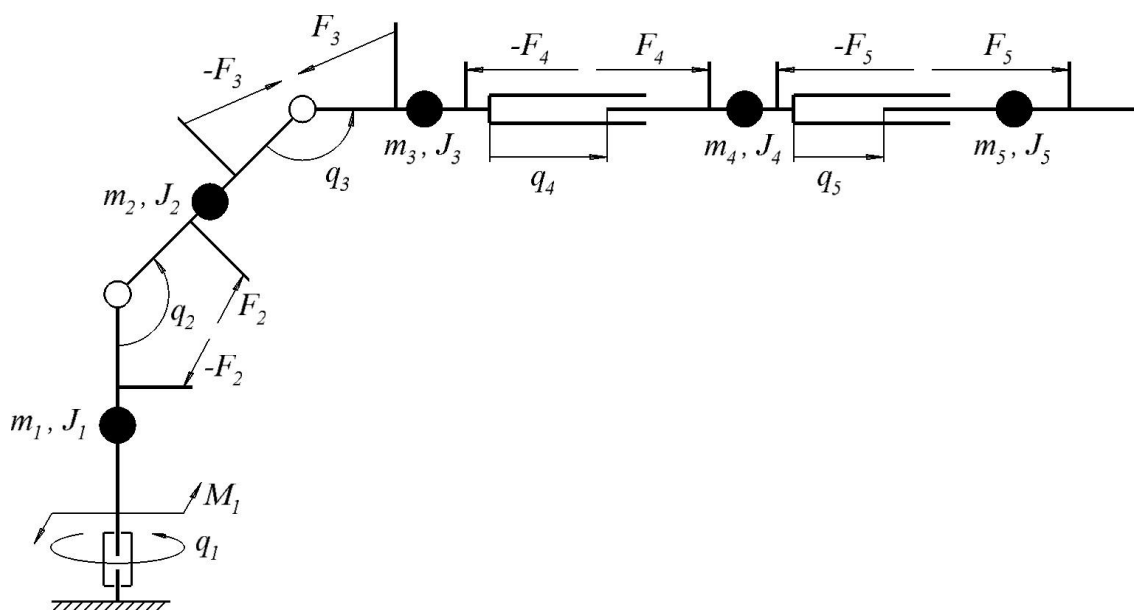 F₃
-F₄ F₄ -F₅ F₅
-F₃
m₃, J₃ m₄, J₄ m₅, J₅
q₃ q₄ q₅
m₂, J₂
F₂
q₂
-F₂
m₁, J₁
M₁
q₁